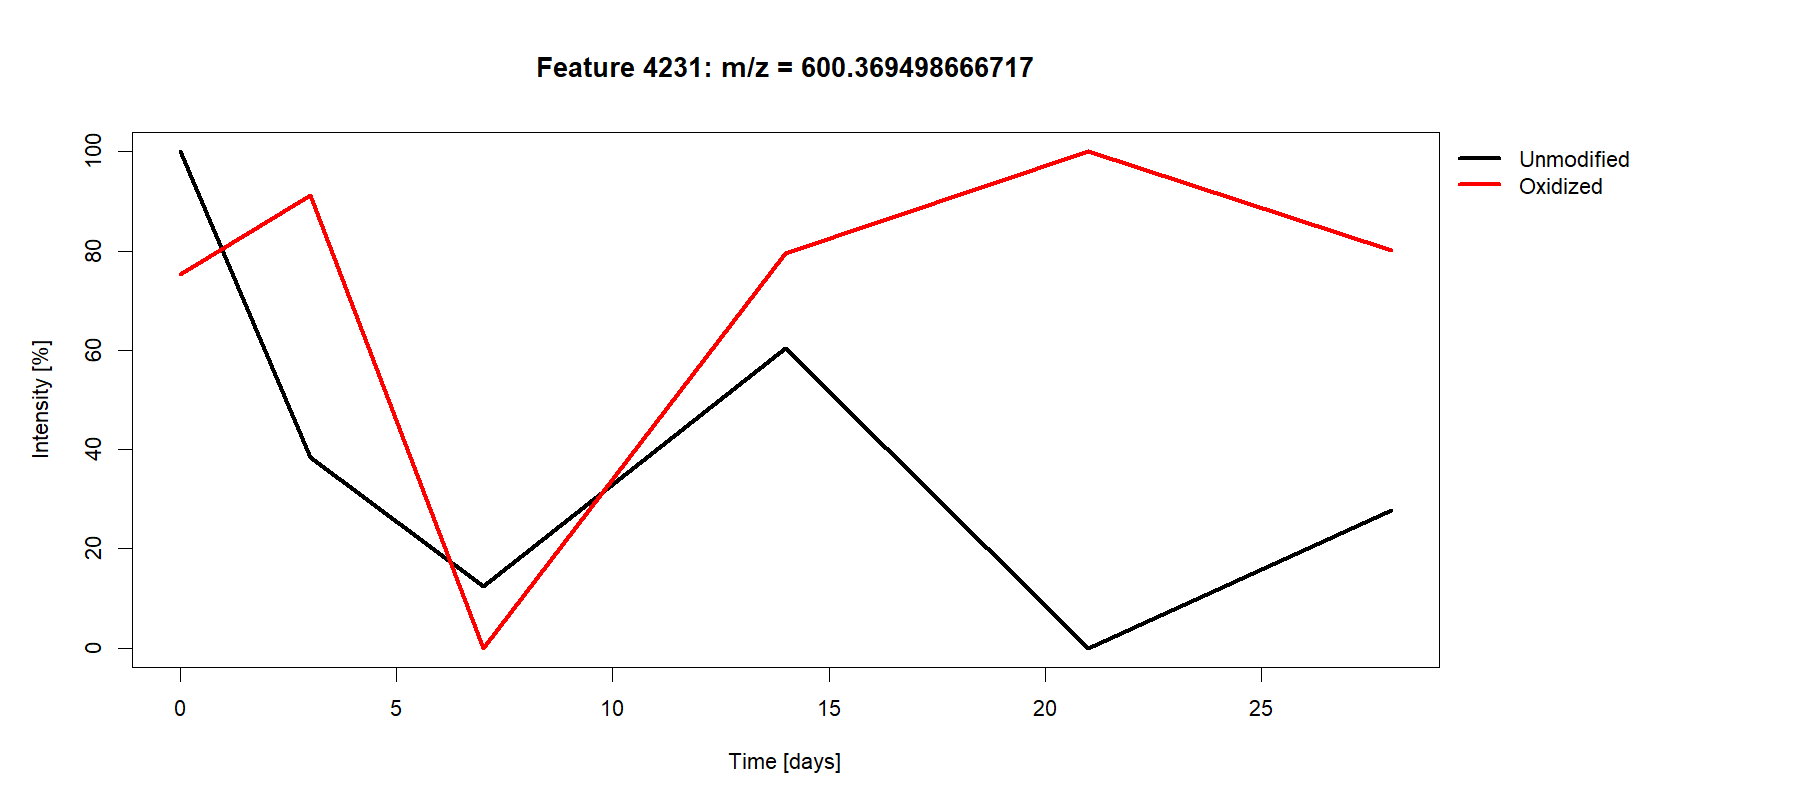 Feature 4231: m/z = 600.369498666717
Unmodified
Oxidized
Intensity [%]
100
80
60
40
20
0
0 5 10 15 20 25
Time [days]